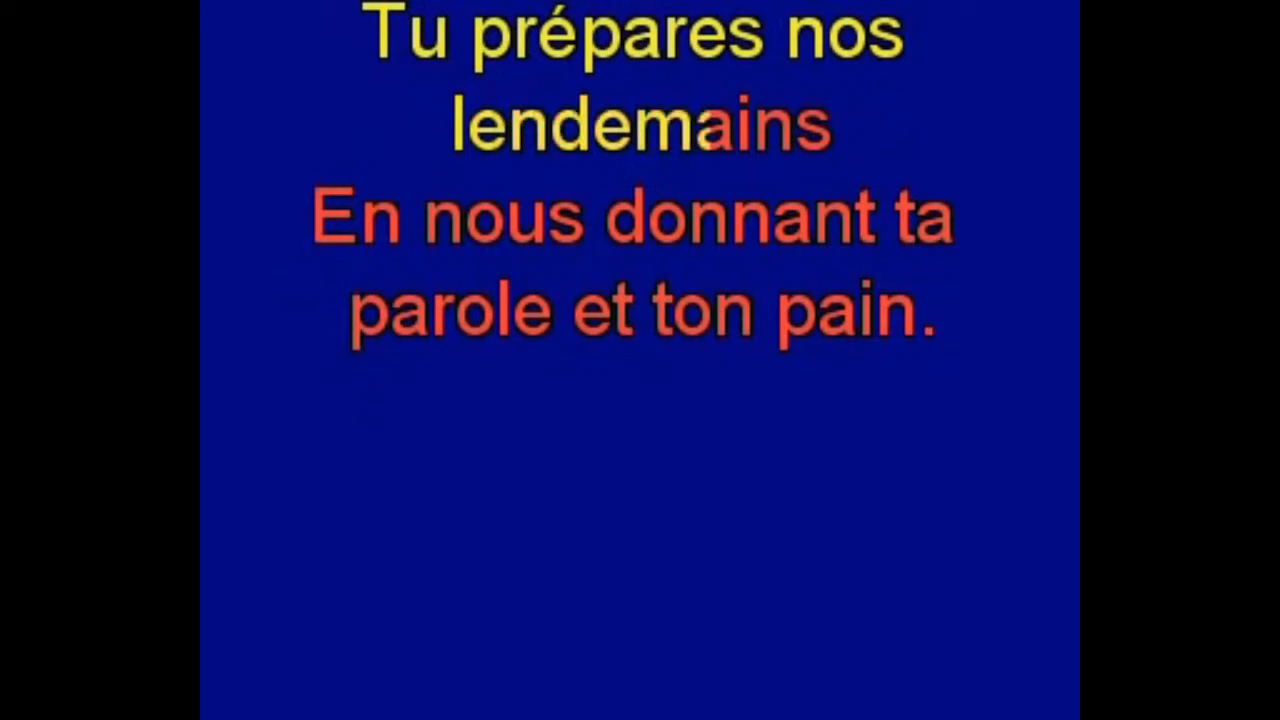 Tu prépares nos
lendemains
En nous donnant ta
parole et ton pain.